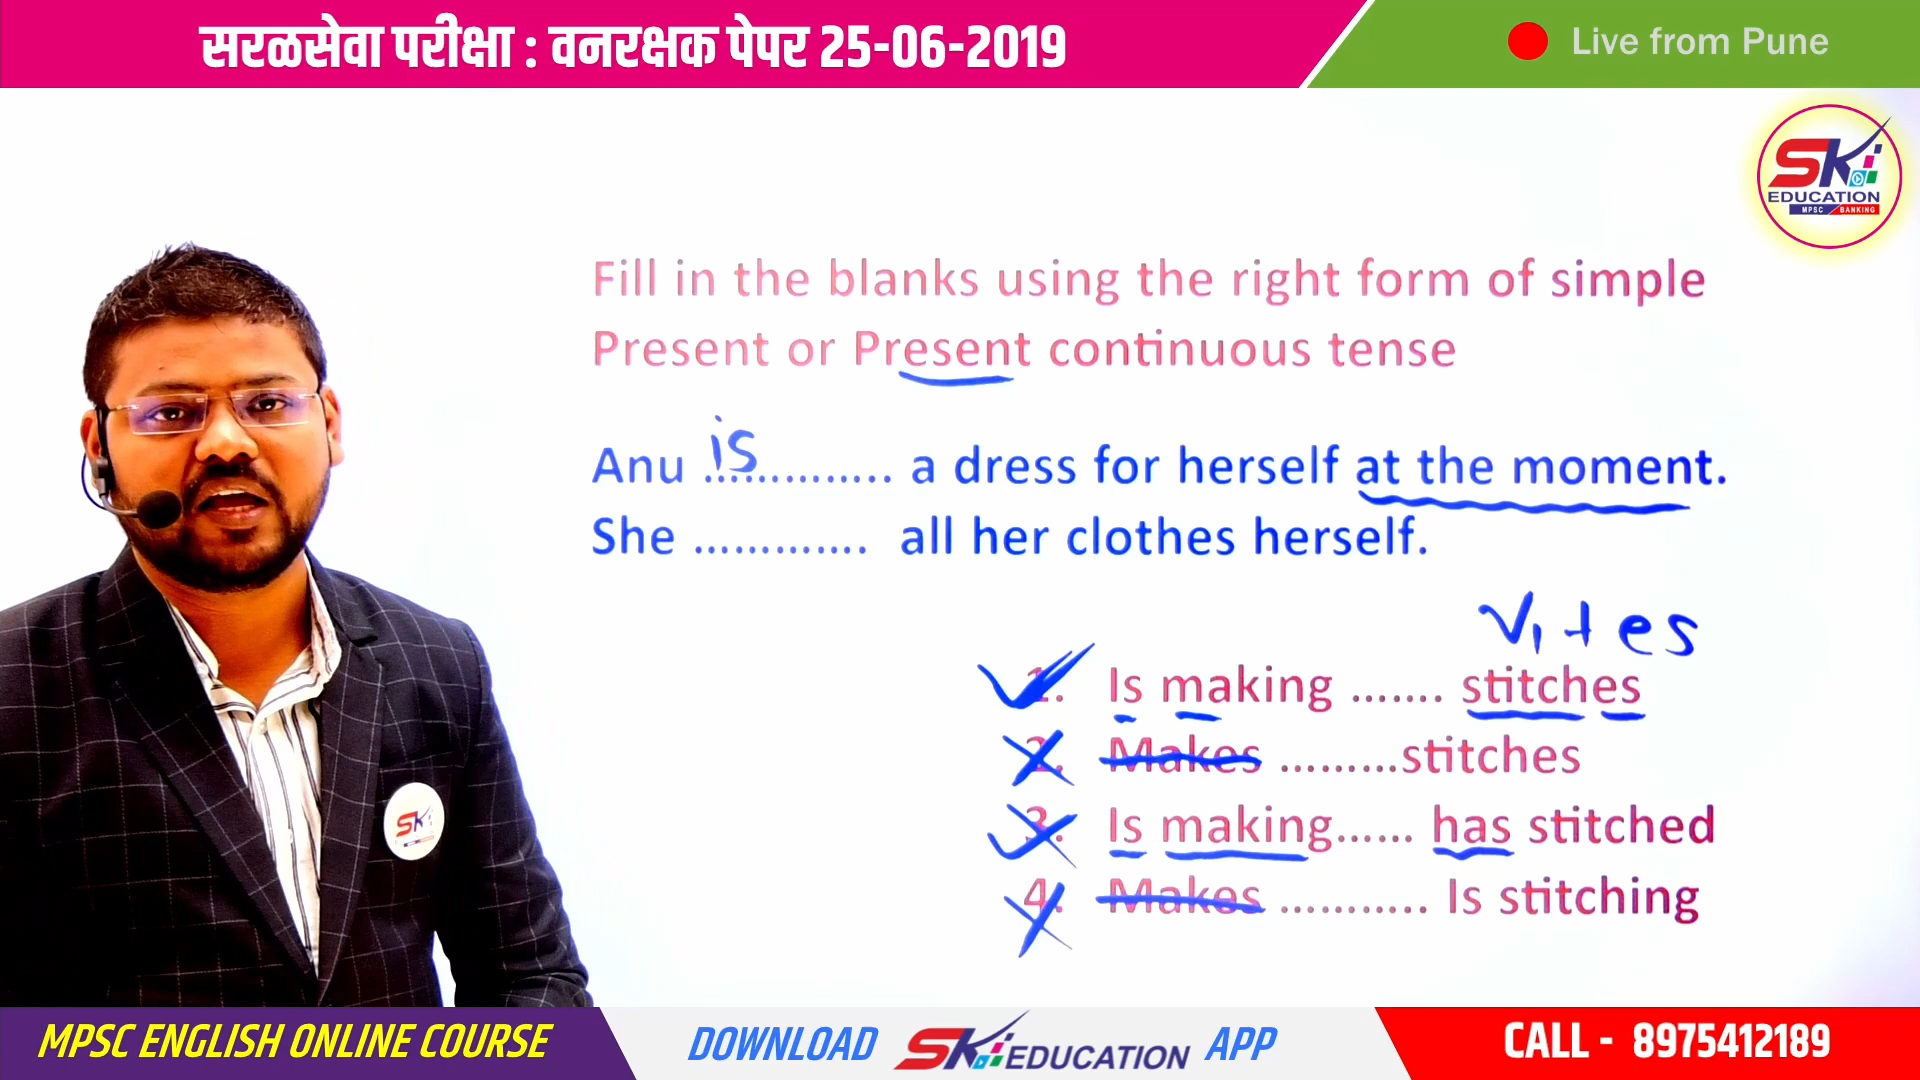 सरळसेवा परीक्षा : वनरक्षक पेपर 25-06-2019
Live from Pune
SK
EDUCATION
MPSC BANKING
Fill in the blanks using the right form of simple
Present or Present continuous tense
is
Anu .............. a dress for herself at the moment.
She ............. all her clothes herself.
V1 + es
1. Is making ....... stitches
2. Makes .........stitches
3. Is making...... has stitched
4. Makes ........... Is stitching
SK
MPSC ENGLISH ONLINE COURSE
DOWNLOAD SK EDUCATION APP
CALL - 8975412189